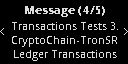 Message (4/5)
Transactions Tests 3.
< CryptoChain-TronSR >
Ledger Transactions